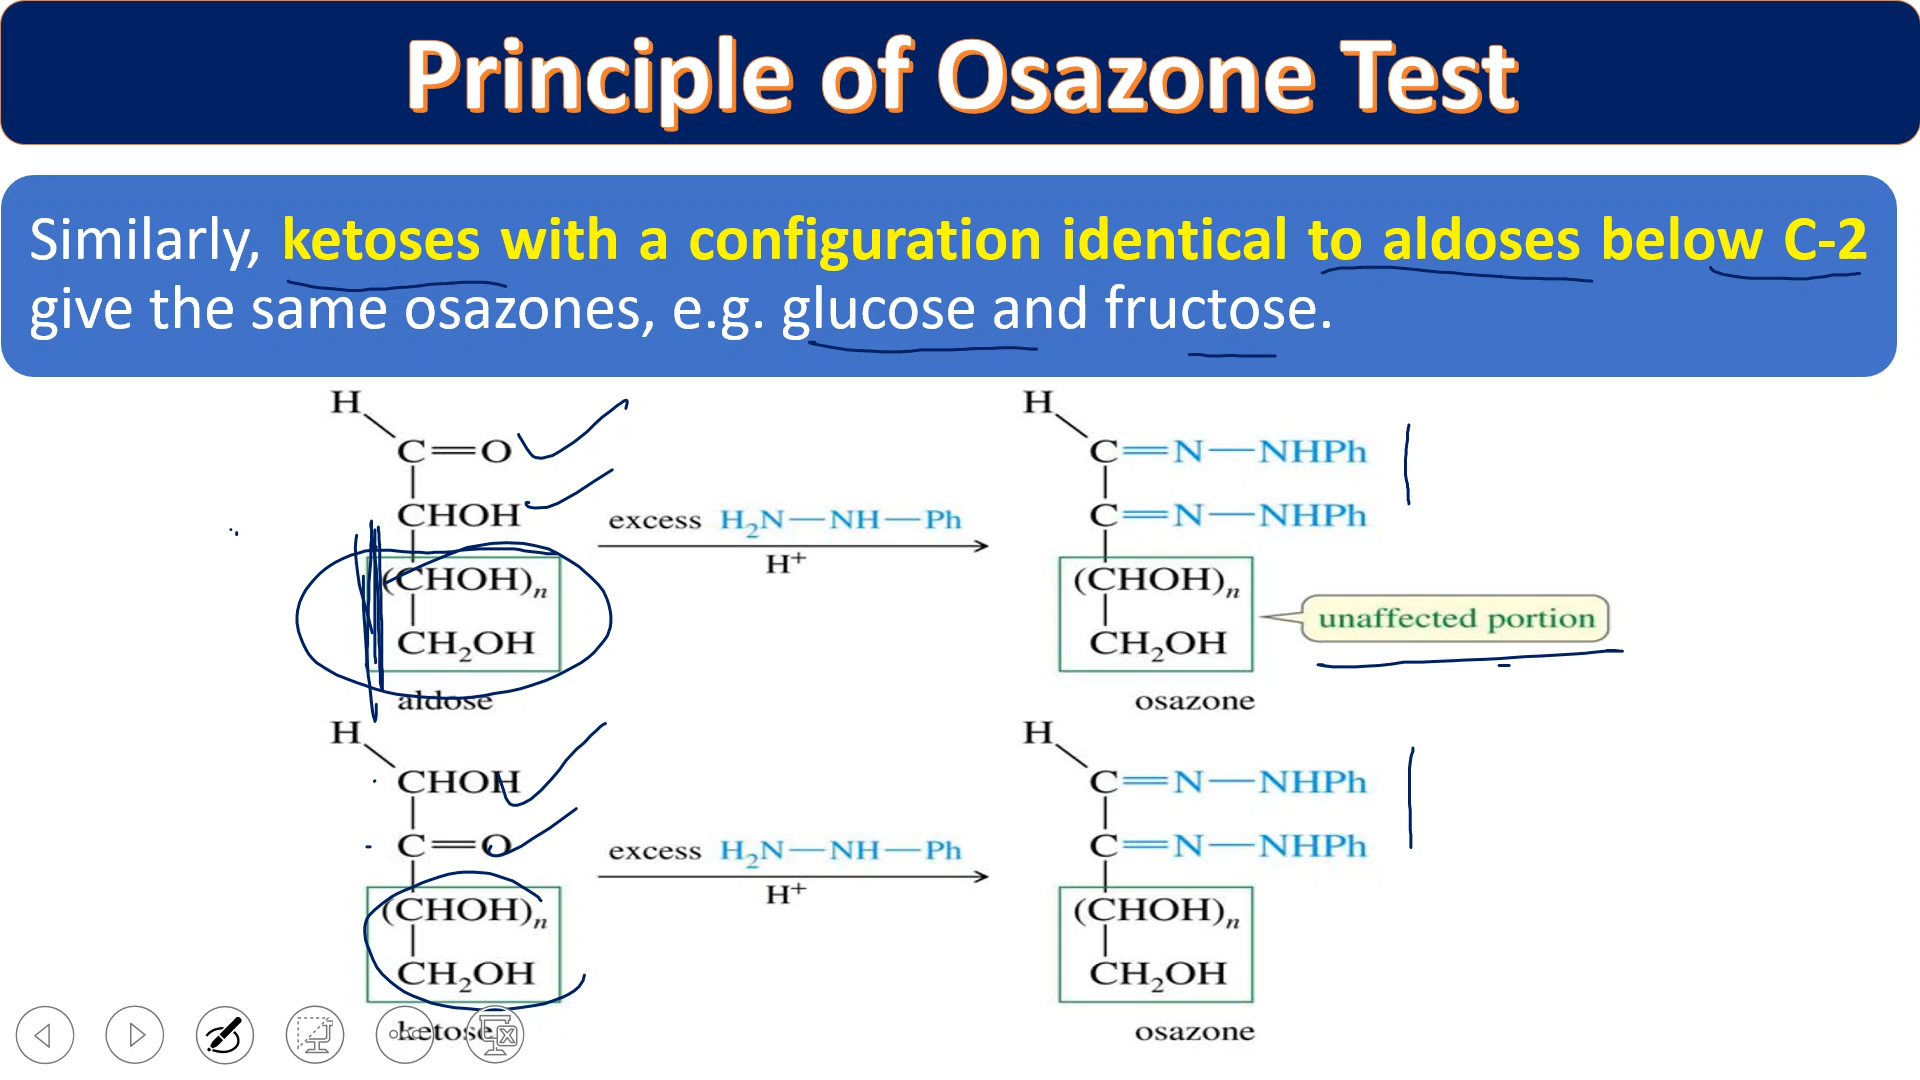 Principle of Osazone Test
Similarly, ketoses with a configuration identical to aldoses below C-2
give the same osazones, e.g. glucose and fructose.
H
C=O
CHOH
(CHOH)n
CH2OH
aldose
excess H2N—NH—Ph
H+
H
C=N—NHPh
C=N—NHPh
(CHOH)n
CH2OH
osazone
unaffected portion
H
CHOH
C=O
(CHOH)n
CH2OH
ketose
excess H2N—NH—Ph
H+
H
C=N—NHPh
C=N—NHPh
(CHOH)n
CH2OH
osazone